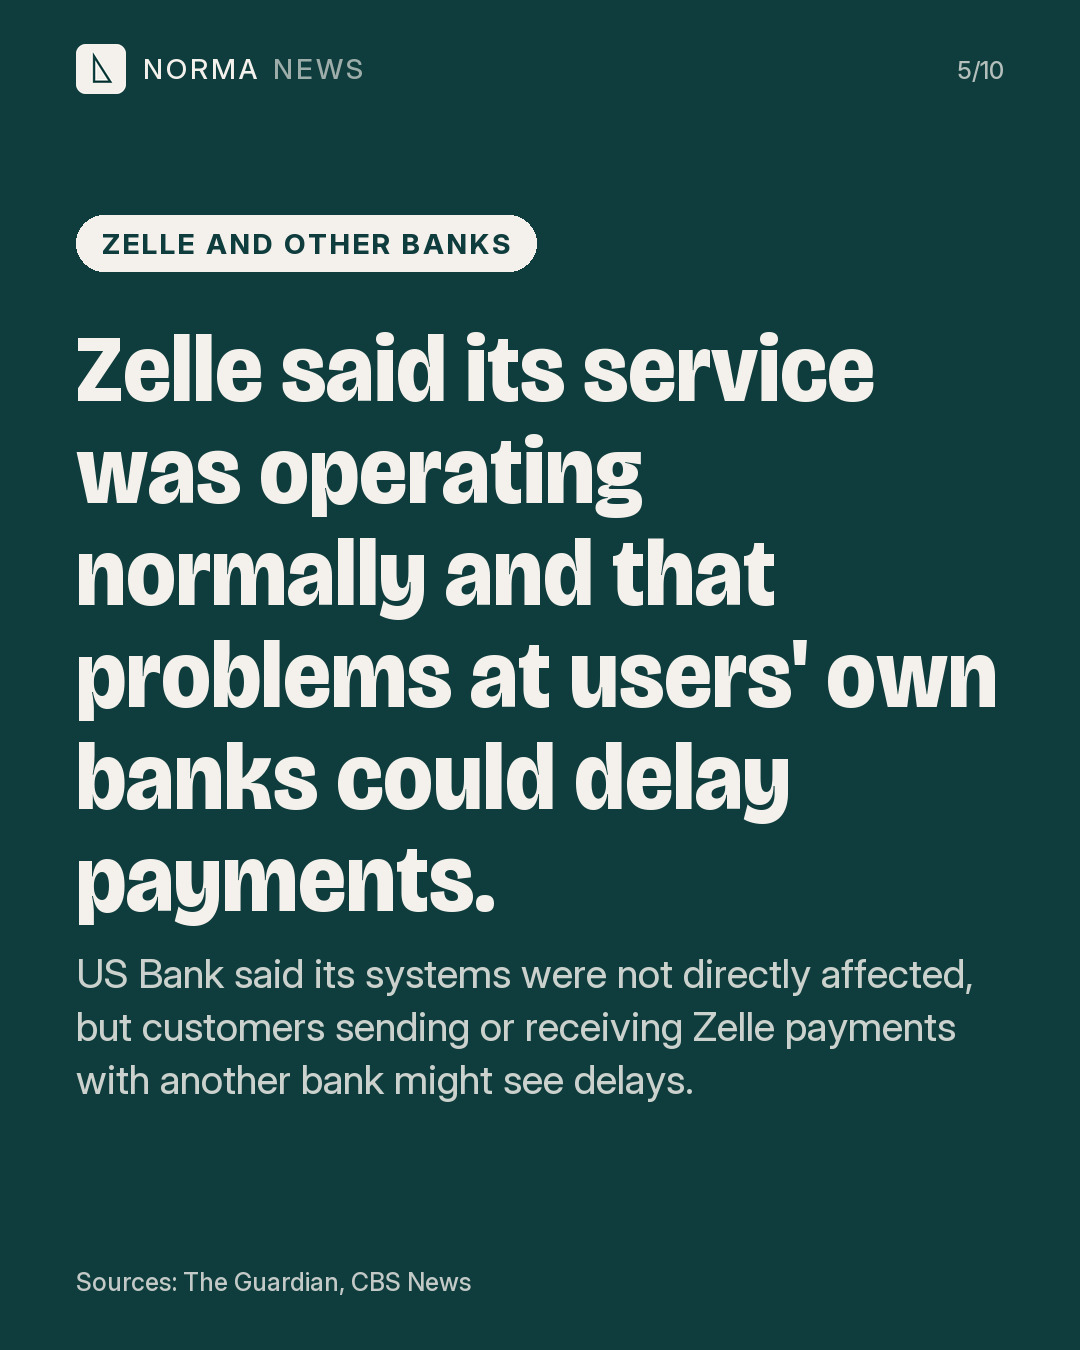 NORMA NEWS
5/10
ZELLE AND OTHER BANKS
Zelle said its service
was operating
normally and that
problems at users' own
banks could delay
payments.
US Bank said its systems were not directly affected,
but customers sending or receiving Zelle payments
with another bank might see delays.
Sources: The Guardian, CBS News